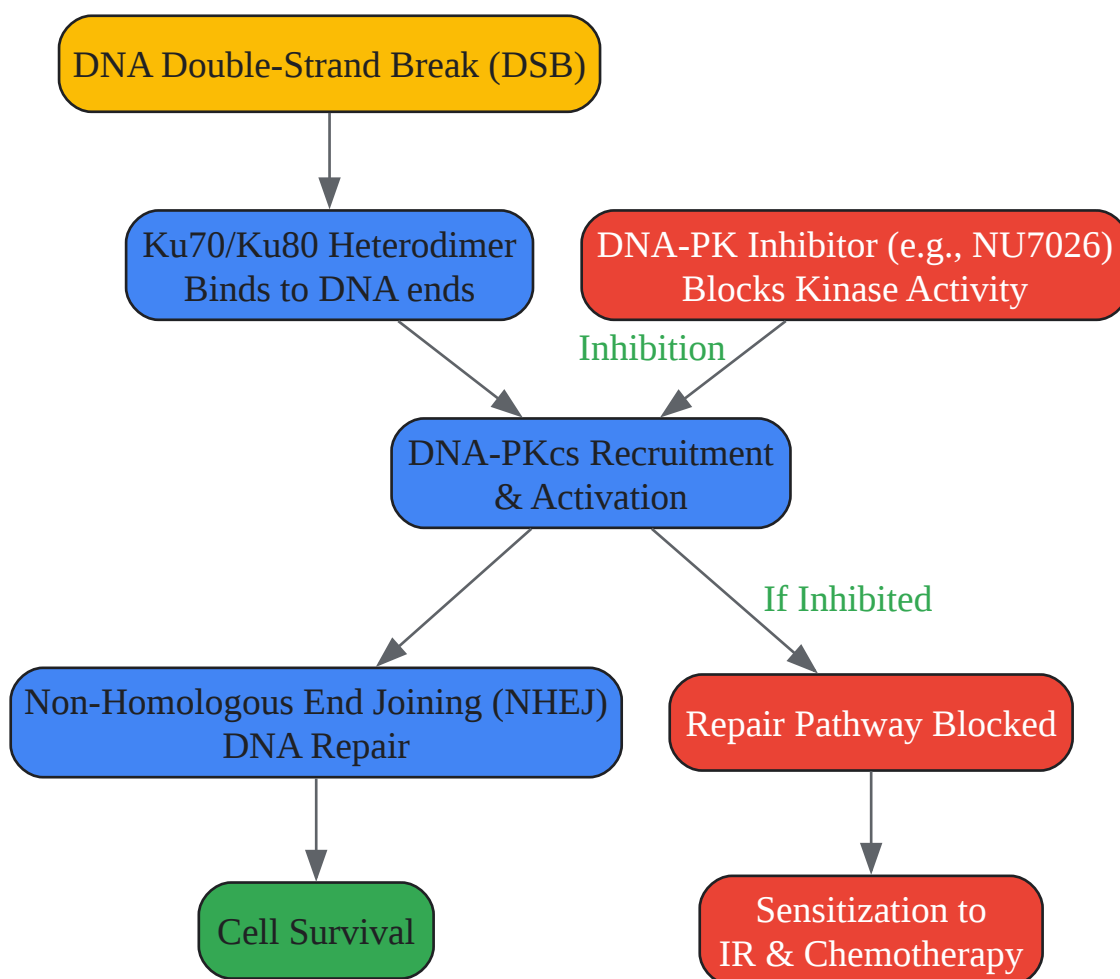 DNA Double-Strand Break (DSB)
Ku70/Ku80 Heterodimer
Binds to DNA ends
DNA-PK Inhibitor (e.g., NU7026)
Blocks Kinase Activity
Inhibition
DNA-PKcs Recruitment
& Activation
If Inhibited
Non-Homologous End Joining (NHEJ)
DNA Repair
Repair Pathway Blocked
Cell Survival
Sensitization to
IR & Chemotherapy